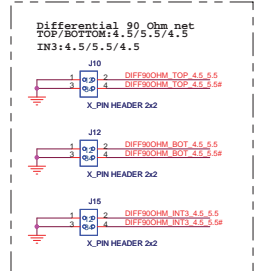 Differential 90 Ohm net
TOP/BOTTOM:4.5/5.5/4.5
IN3:4.5/5.5/4.5
J10
1 2 DIFF90OHM_TOP_4.5_5.5
3 4 DIFF90OHM_TOP_4.5_5.5#
X_PIN HEADER 2x2
J12
1 2 DIFF90OHM_BOT_4.5_5.5
3 4 DIFF90OHM_BOT_4.5_5.5#
X_PIN HEADER 2x2
J15
1 2 DIFF90OHM_INT3_4.5_5.5
3 4 DIFF90OHM_INT3_4.5_5.5#
X_PIN HEADER 2x2